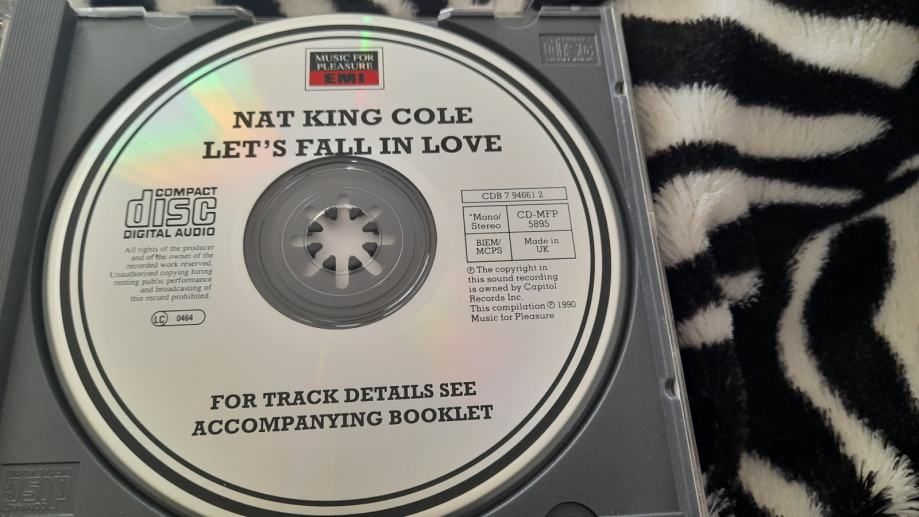 MUSIC FOR
PLEASURE
EMI
NAT KING COLE
LET'S FALL IN LOVE
COMPACT
disc
DIGITAL AUDIO
All rights of the producer
and of the owner of the
recorded work reserved.
Unauthorised copying hiring
renting public performance
and broadcasting of
this record prohibited.
LC 0464
CDB 7 94661 2
*Mono/
Stereo
CD-MFP
5895
BIEM/
MCPS
Made in
UK
℗ The copyright in
this sound recording
is owned by Capitol
Records Inc.
This compilation ℗ 1990
Music for Pleasure
FOR TRACK DETAILS SEE
ACCOMPANYING BOOKLET
COMPACT
disc
DIGITAL AUDIO